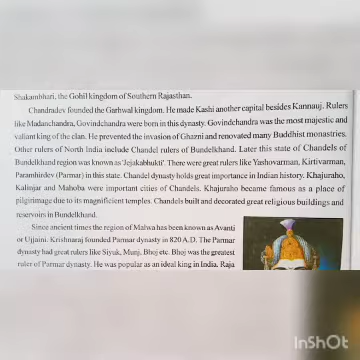 Shakambhari, the Gohil kingdom of Southern Rajasthan.
Chandradev founded the Garhwal kingdom. He made Kashi another capital besides Kannauj. Rulers
like Madanchandra, Govindchandra were born in this dynasty. Govindchandra was the most majestic and
valiant king of the clan. He prevented the invasion of Ghazni and renovated many Buddhist monastries.
Other rulers of North India include Chandel rulers of Bundelkhand. Later this state of Chandels of
Bundelkhand region was known as 'Jejakabhukti'. There were great rulers like Yashovarman, Kirtivarman,
Paramhirdev (Parmar) in this state. Chandel dynasty holds great importance in Indian history. Khajuraho,
Kalinjar and Mahoba were important cities of Chandels. Khajuraho became famous as a place of
pilgirimage due to its magnificient temples. Chandels built and decorated great religious buildings and
reservoirs in Bundelkhand.
Since ancient times the region of Malwa has been known as Avanti
or Ujjaini. Krishnaraj founded Parmar dynasty in 820 A.D. The Parmar
dynasty had great rulers like Siyuk, Munj, Bhoj etc. Bhoj was the greatest
ruler of Parmar dynasty. He was popular as an ideal king in India. Raja
InShOt